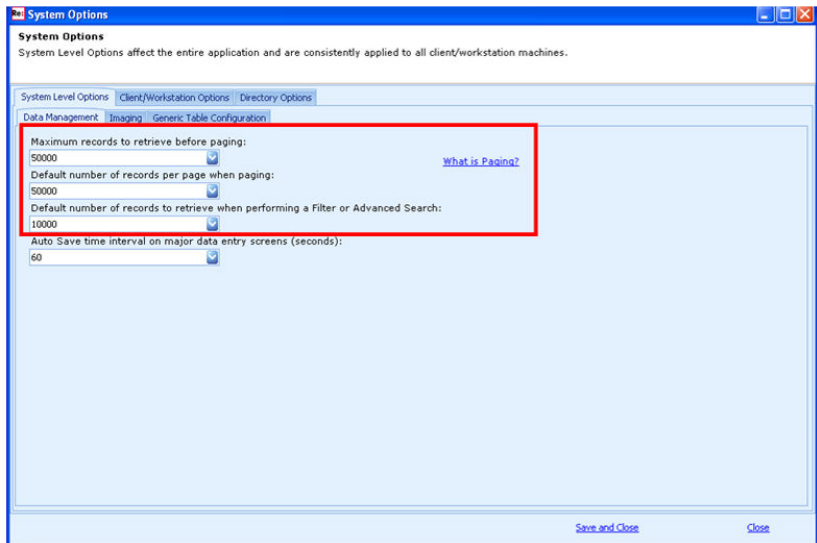 Re: System Options
System Options
System Level Options affect the entire application and are consistently applied to all client/workstation machines.
System Level Options Client/Workstation Options Directory Options
Data Management Imaging Generic Table Configuration
Maximum records to retrieve before paging:
50000
What is Paging?
Default number of records per page when paging:
50000
Default number of records to retrieve when performing a Filter or Advanced Search:
10000
Auto Save time interval on major data entry screens (seconds):
60
Save and Close Close